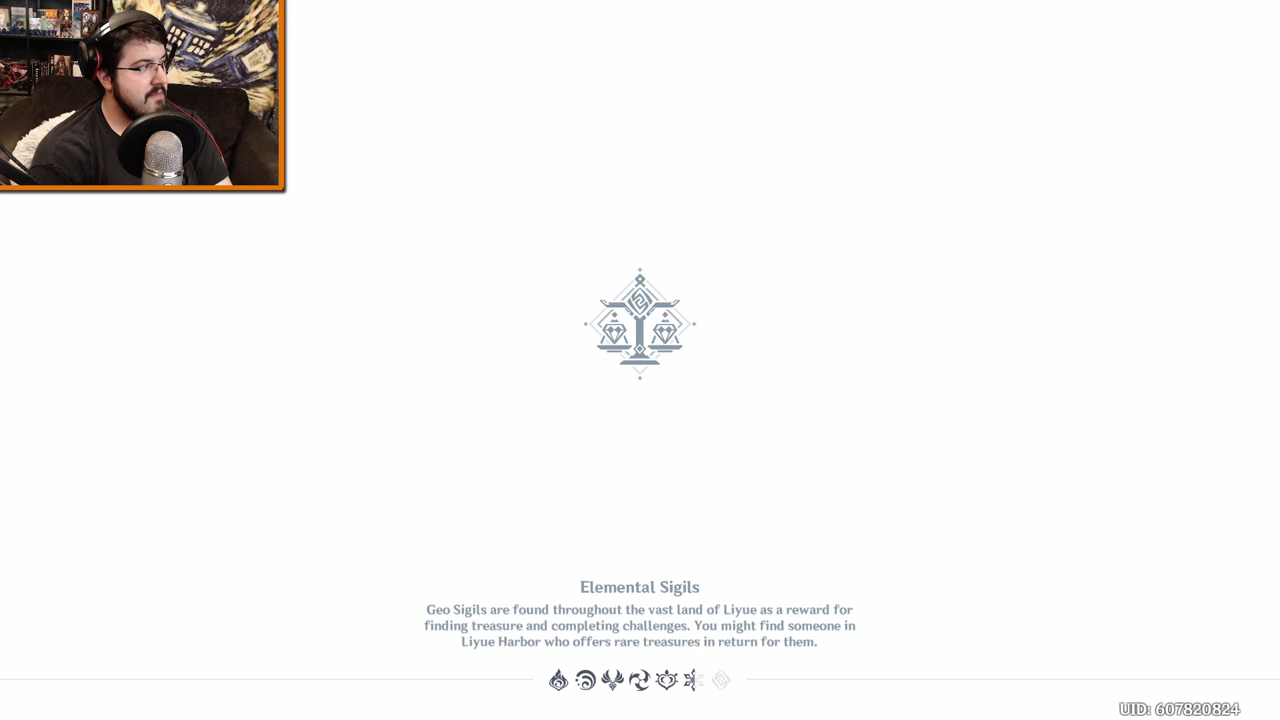 Elemental Sigils
Geo Sigils are found throughout the vast land of Liyue as a reward for
finding treasure and completing challenges. You might find someone in
Liyue Harbor who offers rare treasures in return for them.
UID: 607820824